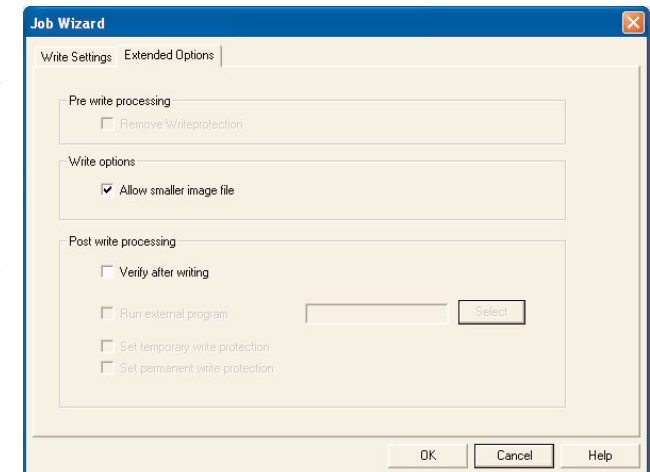 Job Wizard
Write Settings Extended Options
Pre write processing
Remove Writeprotection
Write options
Allow smaller image file
Post write processing
Verify after writing
Run external program Select
Set temporary write protection
Set permanent write protection
OK Cancel Help